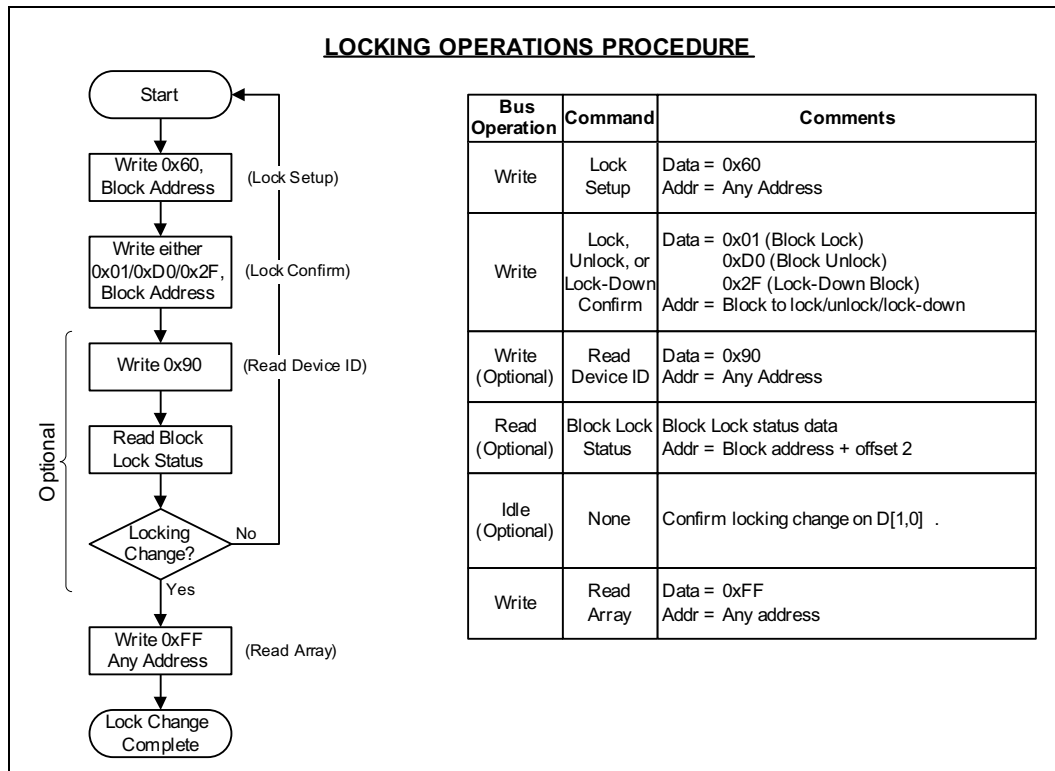 LOCKING OPERATIONS PROCEDURE
Start
Write 0x60,
Block Address
(Lock Setup)
Write either
0x01/0xD0/0x2F,
Block Address
(Lock Confirm)
Optional
Write 0x90
(Read Device ID)
Read Block
Lock Status
Locking
Change?
No
Yes
Write 0xFF
Any Address
(Read Array)
Lock Change
Complete
Bus
Operation
Command
Comments
Write
Lock
Setup
Data = 0x60
Addr = Any Address
Write
Lock,
Unlock, or
Lock-Down
Confirm
Data = 0x01 (Block Lock)
0xD0 (Block Unlock)
0x2F (Lock-Down Block)
Addr = Block to lock/unlock/lock-down
Write
(Optional)
Read
Device ID
Data = 0x90
Addr = Any Address
Read
(Optional)
Block Lock
Status
Block Lock status data
Addr = Block address + offset 2
Idle
(Optional)
None
Confirm locking change on D[1,0] .
Write
Read
Array
Data = 0xFF
Addr = Any address